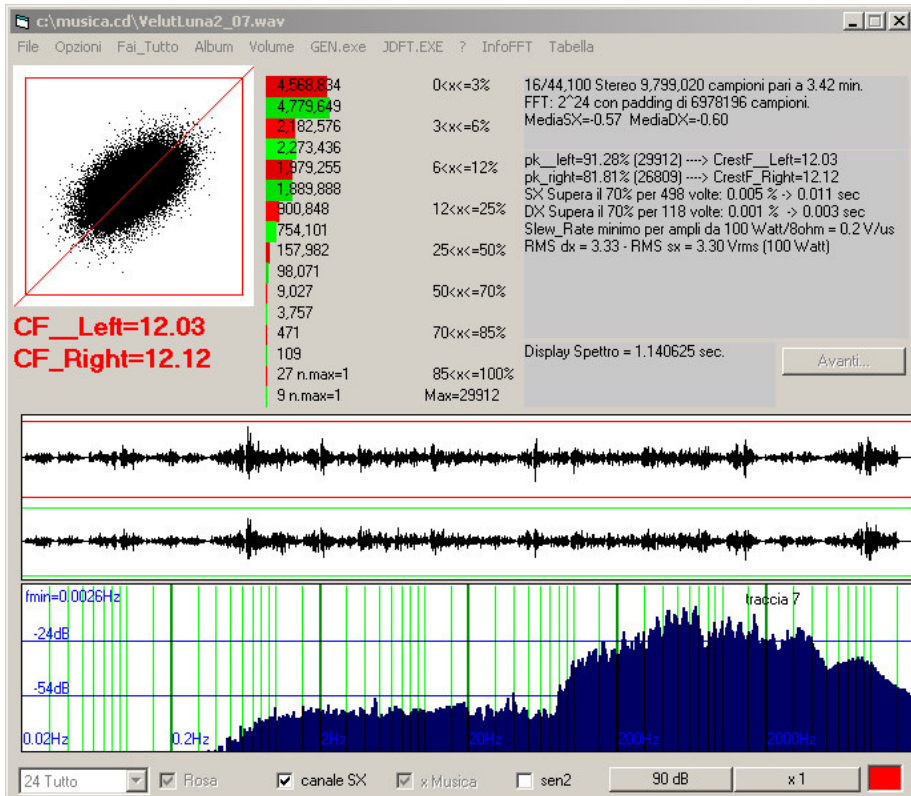 c:\musica.cd\VelutLuna2_07.wav
File Opzioni Fai_Tutto Album Volume GEN.exe JDFT.EXE ? InfoFFT Tabella
4,568,834 0<x<=3%
4,779,649
2,182,576 3<x<=6%
2,273,436
1,979,255 6<x<=12%
1,889,888
900,848 12<x<=25%
754,101
157,982 25<x<=50%
98,071
9,027 50<x<=70%
3,757
471 70<x<=85%
109
27 n.max=1 85<x<=100%
9 n.max=1 Max=29912
CF__Left=12.03
CF_Right=12.12
16/44,100 Stereo 9,799,020 campioni pari a 3.42 min.
FFT: 2^24 con padding di 6978196 campioni.
MediaSX=-0.57 MediaDX=-0.60
pk__left=91.28% (29912) ----> CrestF__Left=12.03
pk_right=81.81% (26809) ----> CrestF_Right=12.12
SX Supera il 70% per 498 volte: 0.005 % -> 0.011 sec
DX Supera il 70% per 118 volte: 0.001 % -> 0.003 sec
Slew_Rate minimo per ampli da 100 Watt/8ohm = 0.2 V/us
RMS dx = 3.33 - RMS sx = 3.30 Vrms (100 Watt)
Display Spettro = 1.140625 sec.
Avanti...
fmin=0.0026Hz
traccia 7
-24dB
-54dB
0.02Hz 0.2Hz 2Hz 20Hz 200Hz 2000Hz
24 Tutto Rosa canale SX x Musica sen2 90 dB x 1